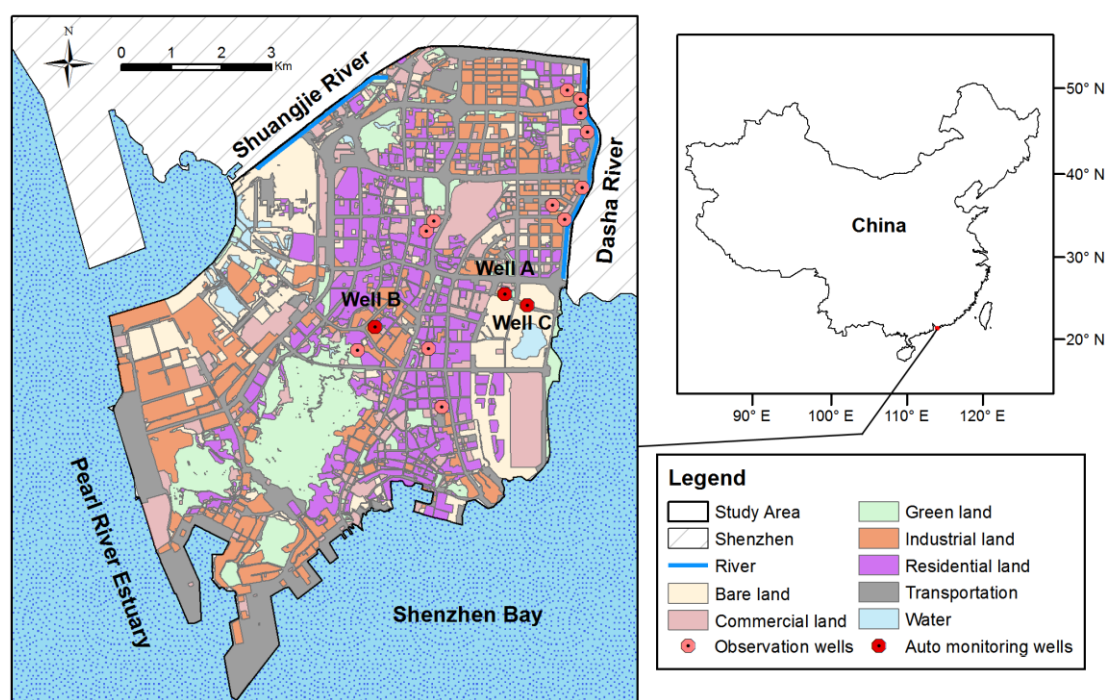 N
0 1 2 3
Km
Shuangjie River
Dasha River
Well A
Well B
Well C
Pearl River Estuary
Shenzhen Bay
China
50° N
40° N
30° N
20° N
90° E 100° E 110° E 120° E
Legend
Study Area
Shenzhen
River
Bare land
Commercial land
Observation wells
Green land
Industrial land
Residential land
Transportation
Water
Auto monitoring wells